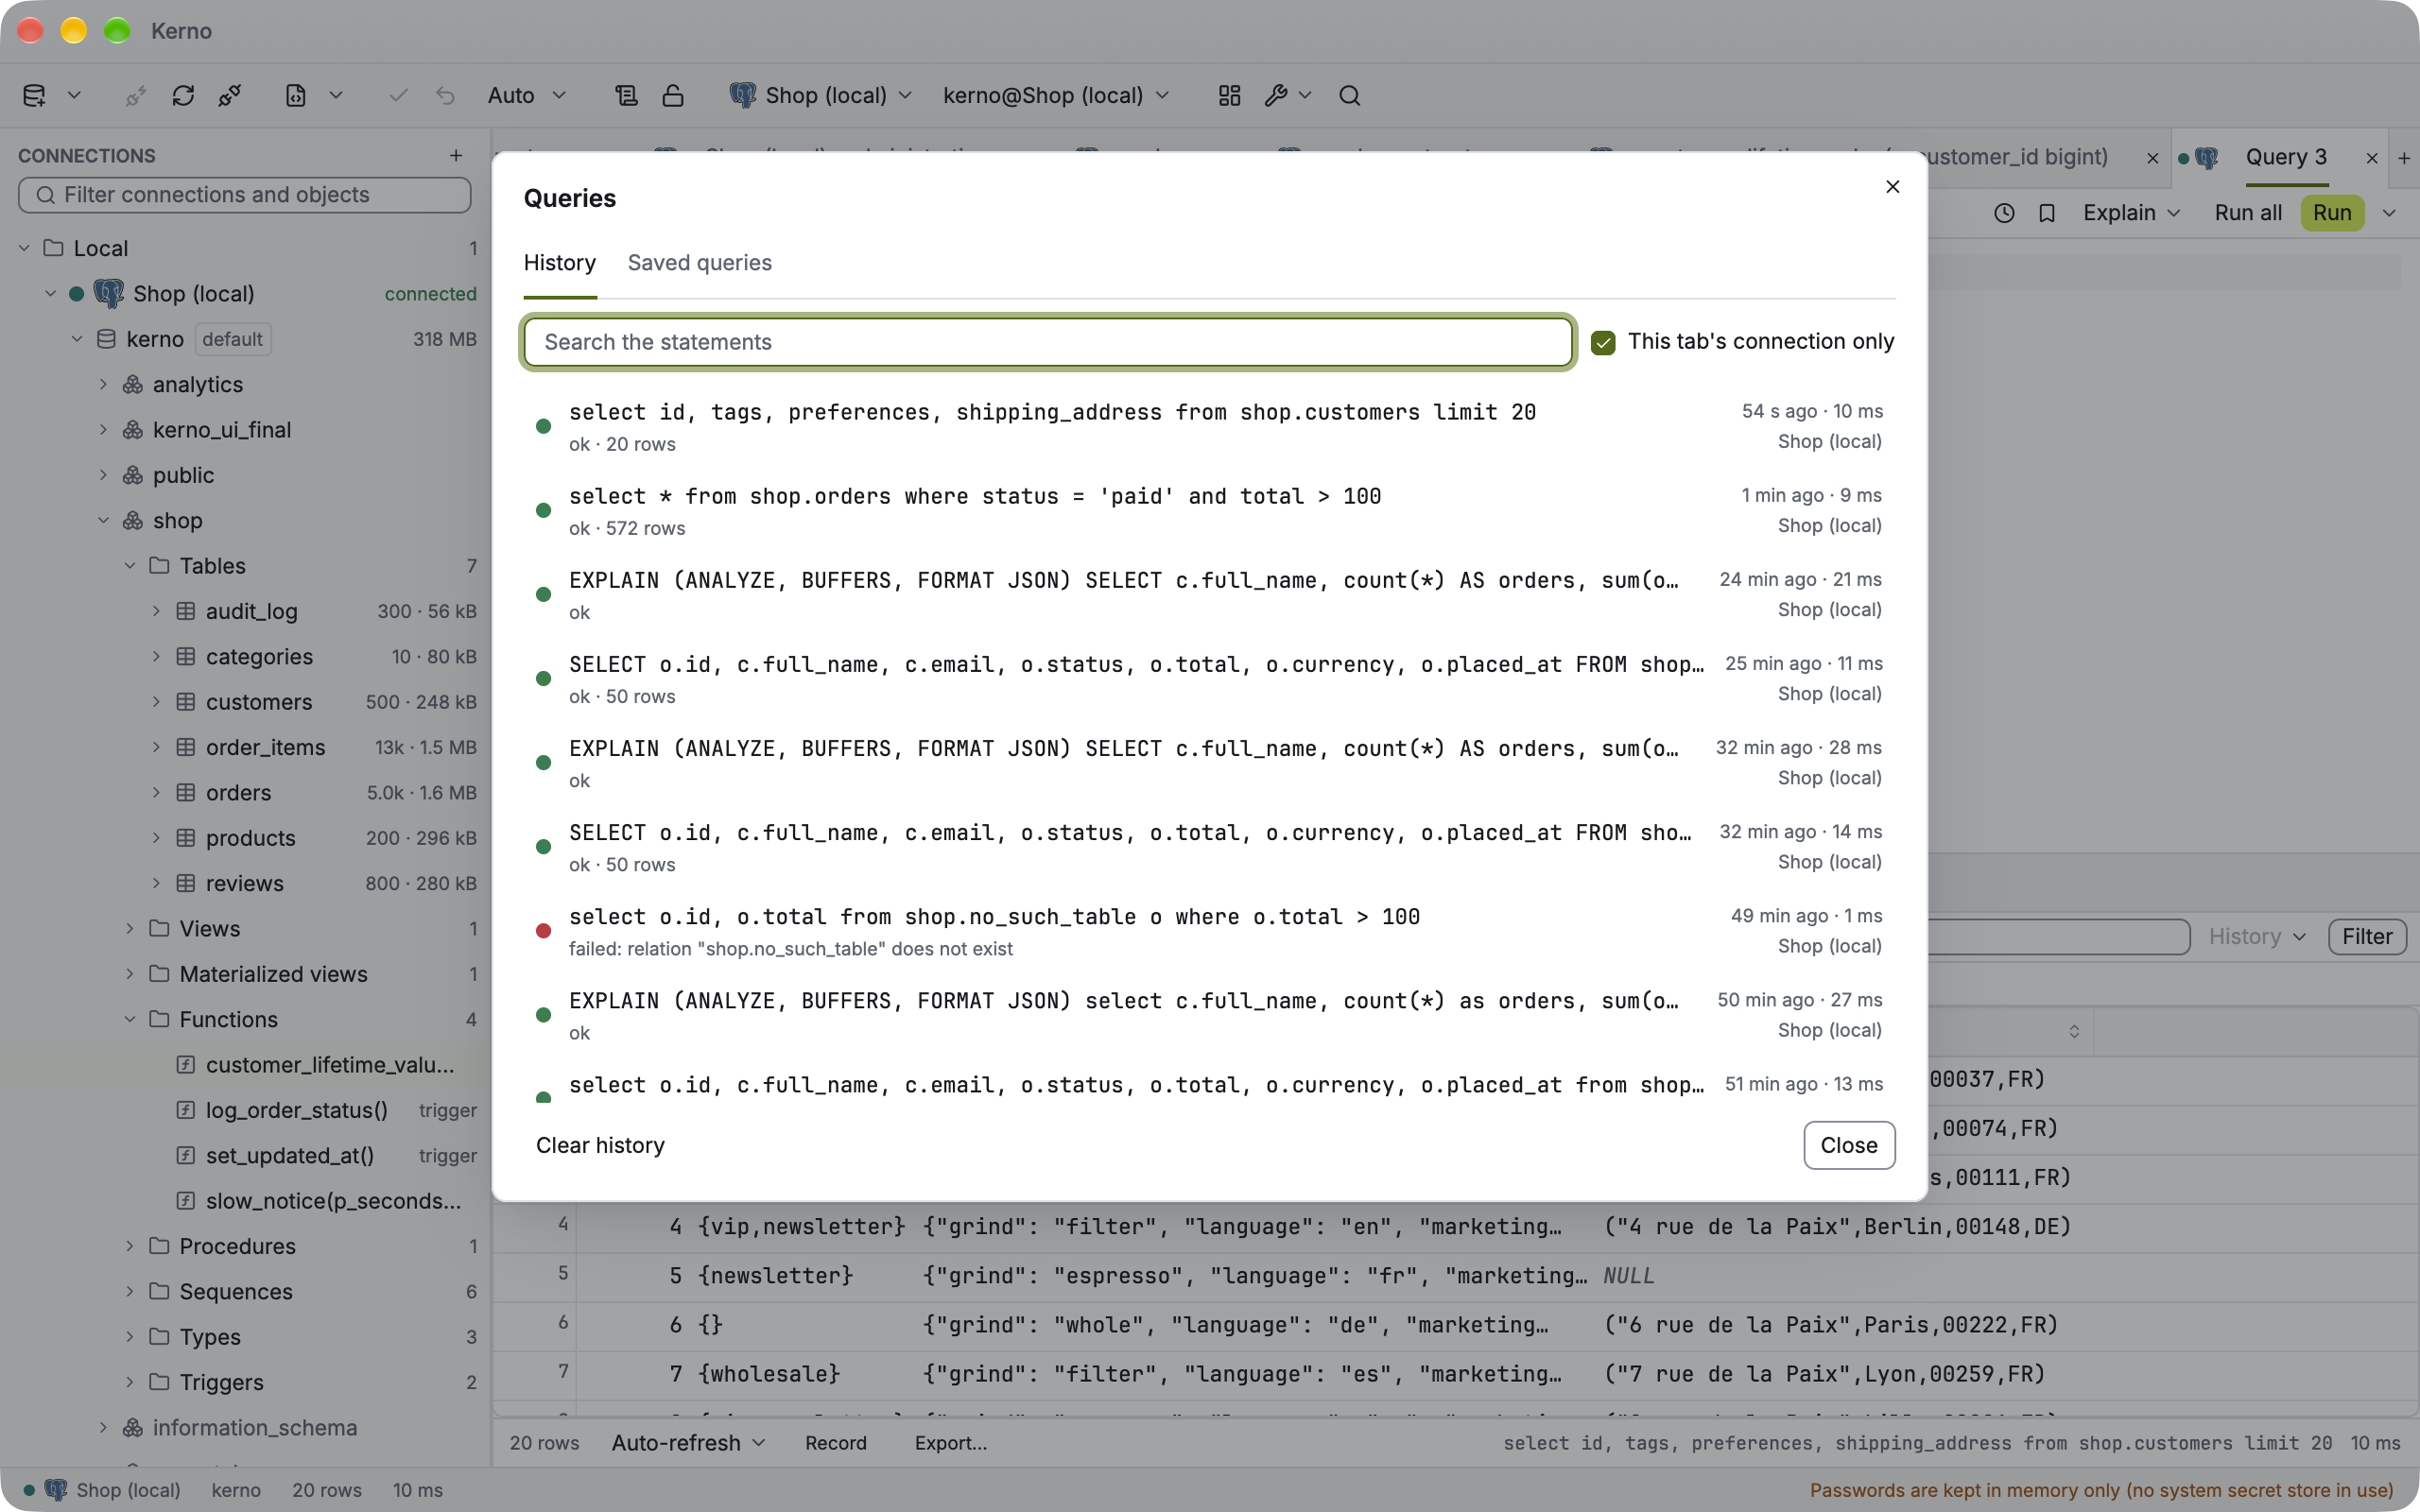 Kerno
Auto
Shop (local)
kerno@Shop (local)
CONNECTIONS
Filter connections and objects
Local 1
Shop (local) connected
kerno default 318 MB
analytics
kerno_ui_final
public
shop
Tables 7
audit_log 300 · 56 kB
categories 10 · 80 kB
customers 500 · 248 kB
order_items 13k · 1.5 MB
orders 5.0k · 1.6 MB
products 200 · 296 kB
reviews 800 · 280 kB
Views 1
Materialized views 1
Functions 4
customer_lifetime_valu...
log_order_status() trigger
set_updated_at() trigger
slow_notice(p_seconds...
Procedures 1
Sequences 6
Types 3
Triggers 2
information_schema
customer_id bigint)
Query 3
Explain Run all Run
Queries
History Saved queries
Search the statements
This tab's connection only
select id, tags, preferences, shipping_address from shop.customers limit 20 54 s ago · 10 ms
ok · 20 rows Shop (local)
select * from shop.orders where status = 'paid' and total > 100 1 min ago · 9 ms
ok · 572 rows Shop (local)
EXPLAIN (ANALYZE, BUFFERS, FORMAT JSON) SELECT c.full_name, count(*) AS orders, sum(o… 24 min ago · 21 ms
ok Shop (local)
SELECT o.id, c.full_name, c.email, o.status, o.total, o.currency, o.placed_at FROM shop… 25 min ago · 11 ms
ok · 50 rows Shop (local)
EXPLAIN (ANALYZE, BUFFERS, FORMAT JSON) SELECT c.full_name, count(*) AS orders, sum(o… 32 min ago · 28 ms
ok Shop (local)
SELECT o.id, c.full_name, c.email, o.status, o.total, o.currency, o.placed_at FROM sho… 32 min ago · 14 ms
ok · 50 rows Shop (local)
select o.id, o.total from shop.no_such_table o where o.total > 100 49 min ago · 1 ms
failed: relation "shop.no_such_table" does not exist Shop (local)
EXPLAIN (ANALYZE, BUFFERS, FORMAT JSON) select c.full_name, count(*) as orders, sum(o… 50 min ago · 27 ms
ok Shop (local)
select o.id, c.full_name, c.email, o.status, o.total, o.currency, o.placed_at from shop… 51 min ago · 13 ms
Clear history Close
History Filter
00037,FR)
,00074,FR)
s,00111,FR)
4 4 {vip,newsletter} {"grind": "filter", "language": "en", "marketing… ("4 rue de la Paix",Berlin,00148,DE)
5 5 {newsletter} {"grind": "espresso", "language": "fr", "marketing… NULL
6 6 {} {"grind": "whole", "language": "de", "marketing… ("6 rue de la Paix",Paris,00222,FR)
7 7 {wholesale} {"grind": "filter", "language": "es", "marketing… ("7 rue de la Paix",Lyon,00259,FR)
20 rows Auto-refresh Record Export... select id, tags, preferences, shipping_address from shop.customers limit 20 10 ms
Shop (local) kerno 20 rows 10 ms Passwords are kept in memory only (no system secret store in use)